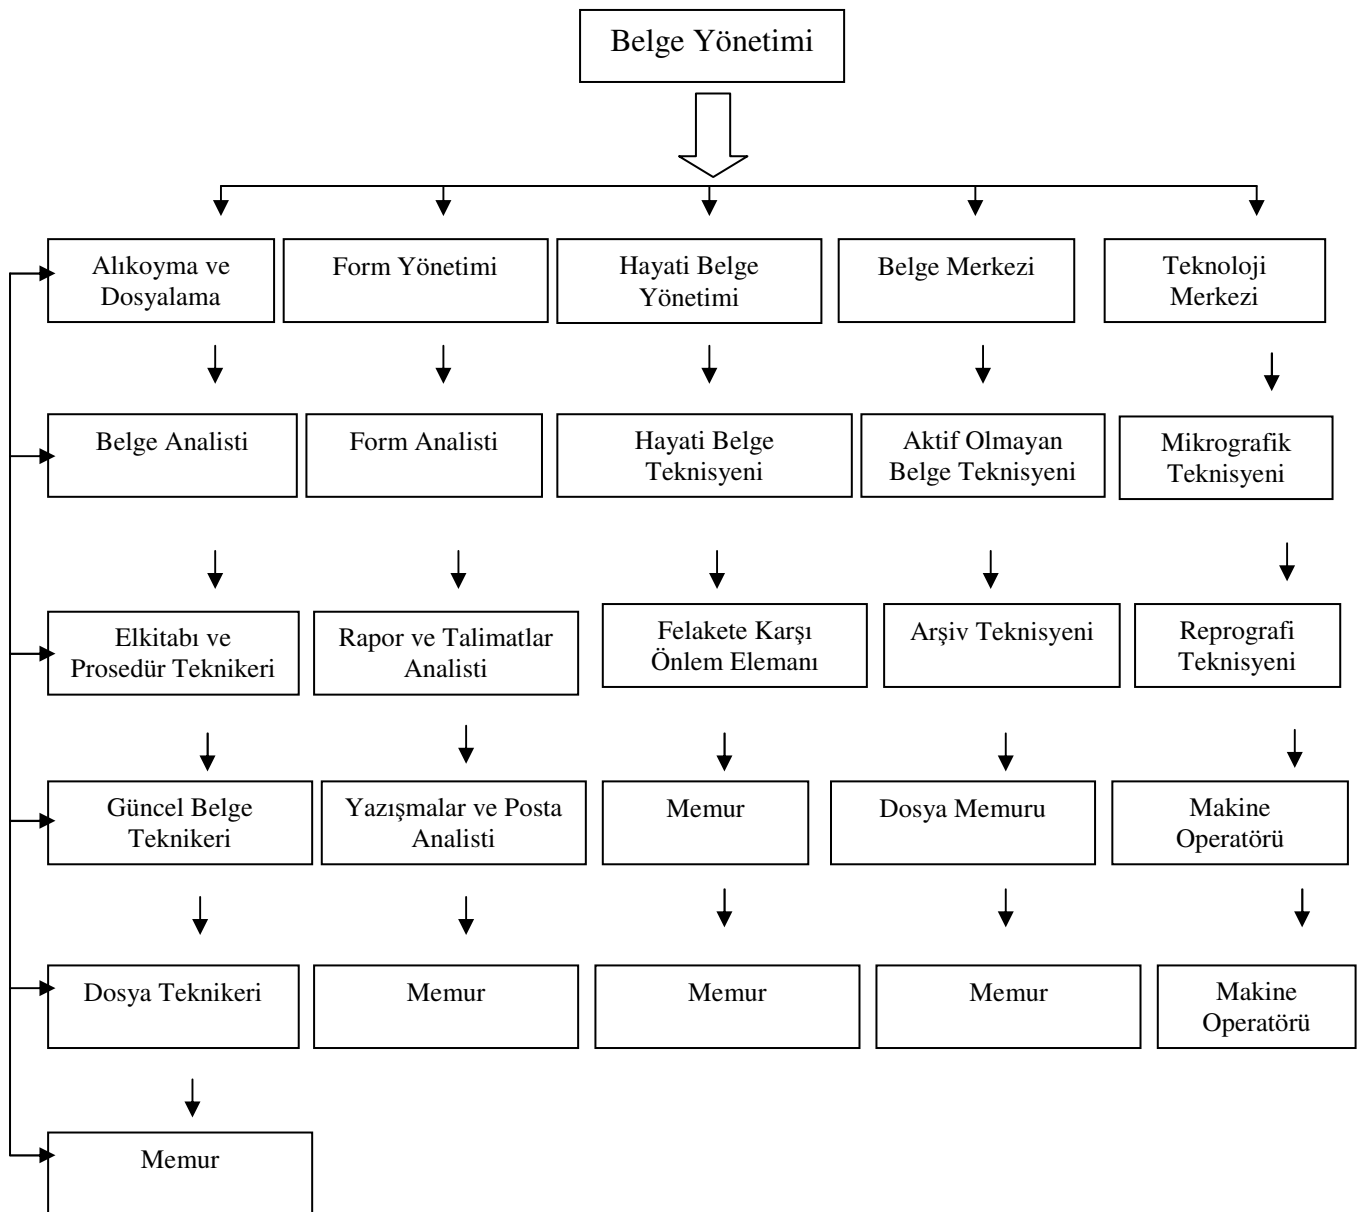 Belge Yönetimi
Alıkoyma ve
Dosyalama
Form Yönetimi
Hayati Belge
Yönetimi
Belge Merkezi
Teknoloji
Merkezi
Belge Analisti
Form Analisti
Hayati Belge
Teknisyeni
Aktif Olmayan
Belge Teknisyeni
Mikrografik
Teknisyeni
Elkitabı ve
Prosedür Teknikeri
Rapor ve Talimatlar
Analisti
Felakete Karşı
Önlem Elemanı
Arşiv Teknisyeni
Reprografi
Teknisyeni
Güncel Belge
Teknikeri
Yazışmalar ve Posta
Analisti
Memur
Dosya Memuru
Makine
Operatörü
Dosya Teknikeri
Memur
Memur
Memur
Makine
Operatörü
Memur